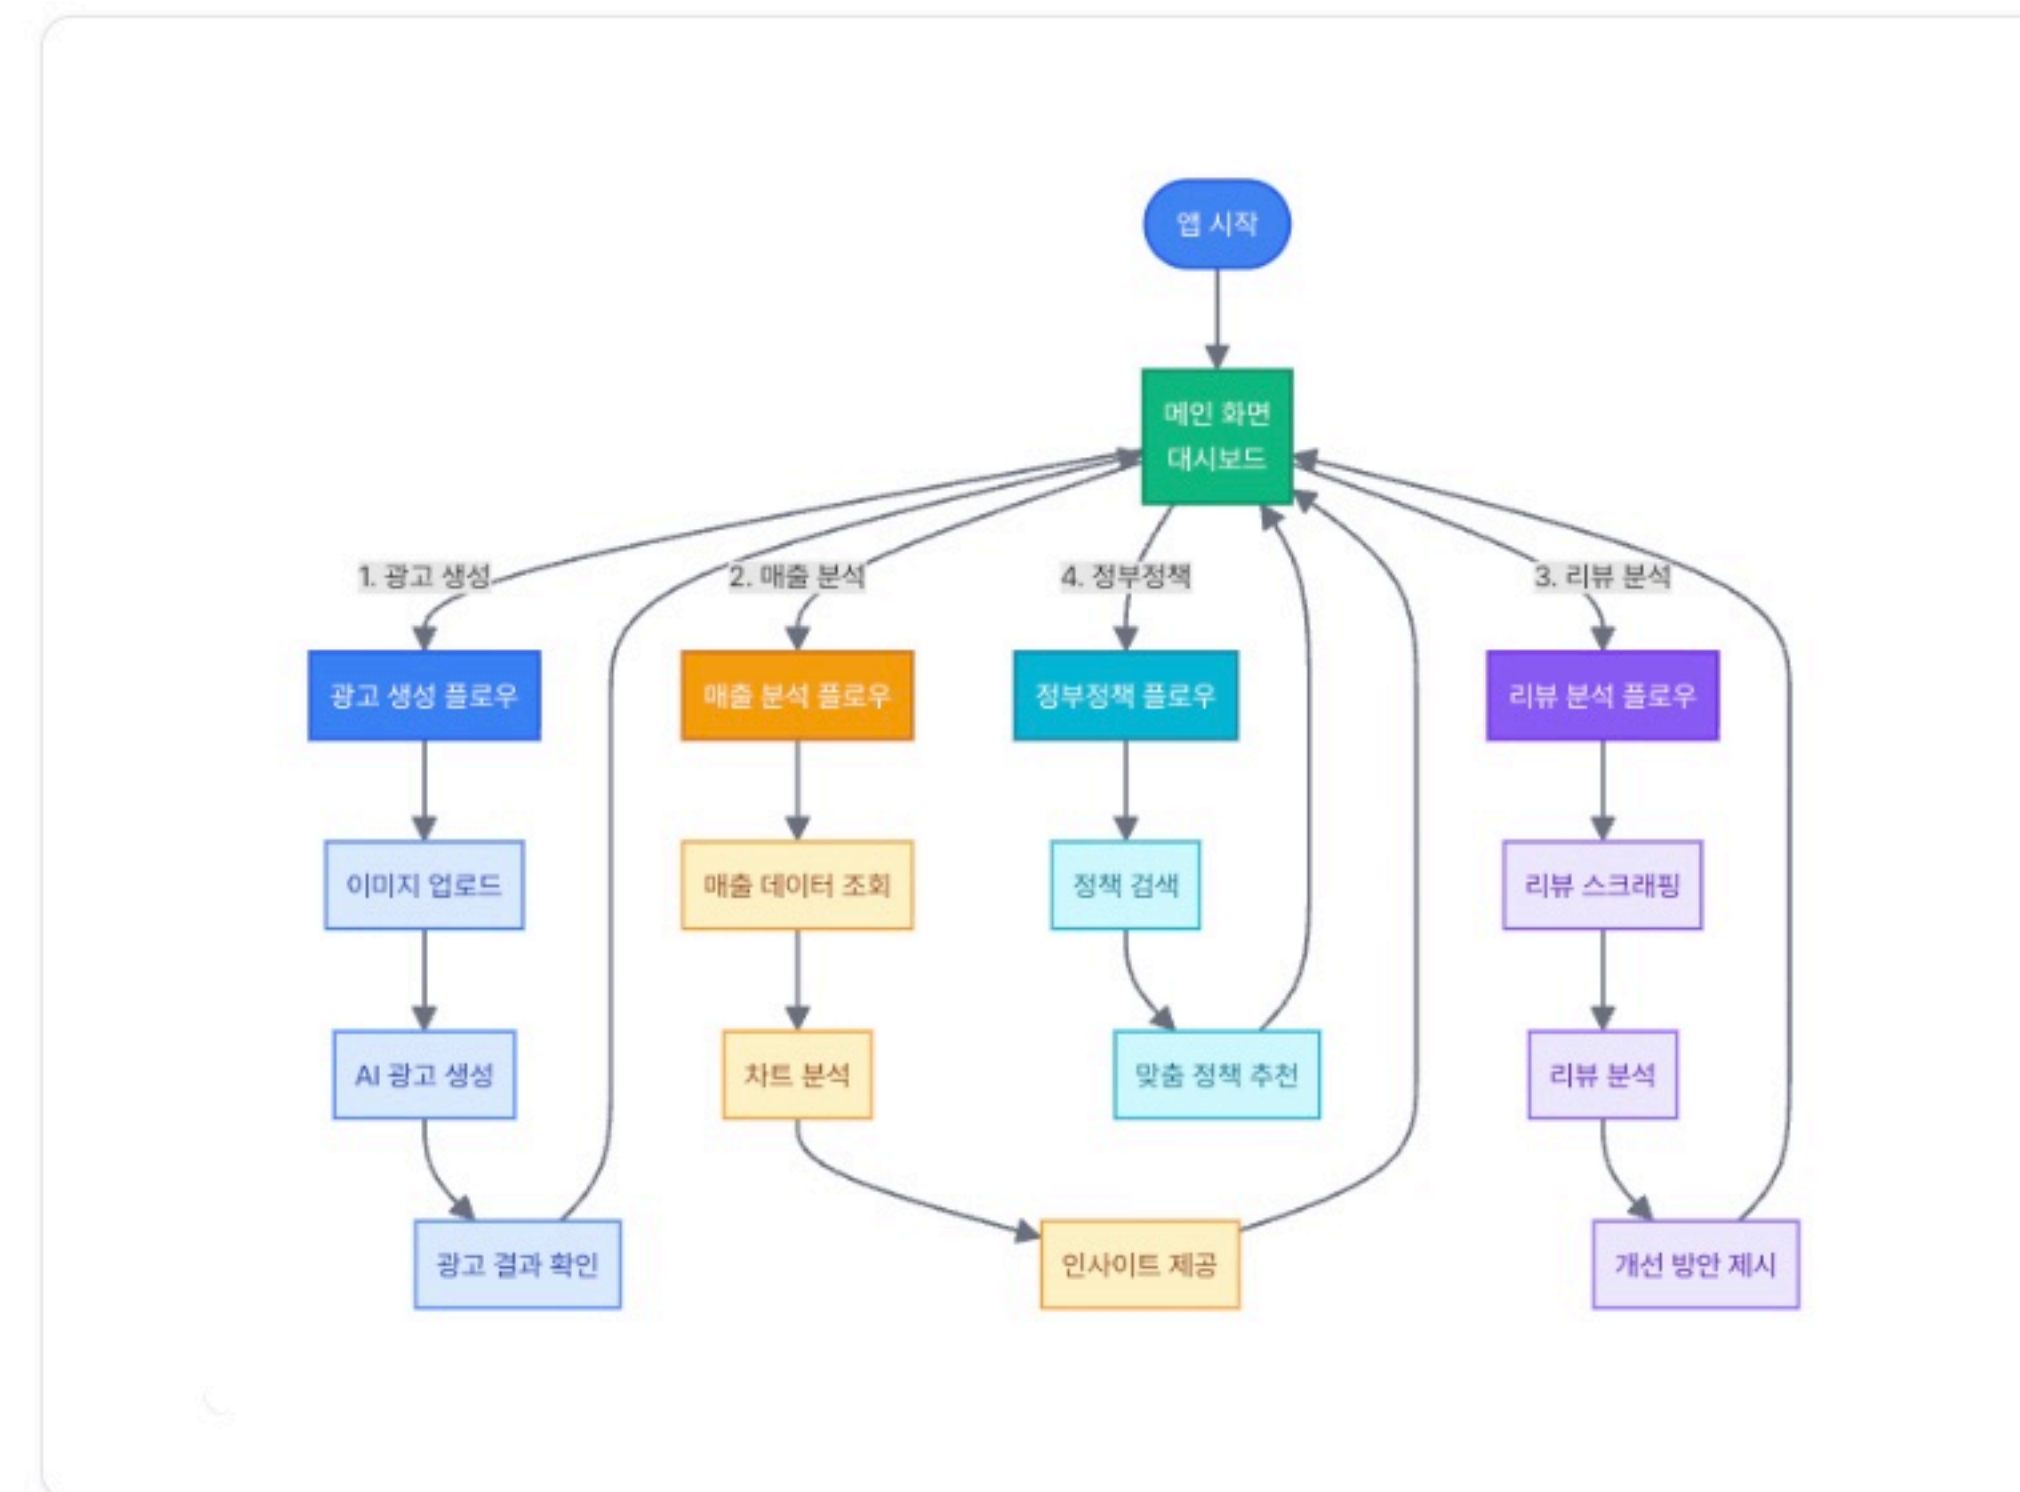 앱 시작
메인 화면
대시보드
1. 광고 생성
2. 매출 분석
4. 정부정책
3. 리뷰 분석
광고 생성 플로우
매출 분석 플로우
정부정책 플로우
리뷰 분석 플로우
이미지 업로드
매출 데이터 조회
정책 검색
리뷰 스크래핑
AI 광고 생성
차트 분석
맞춤 정책 추천
리뷰 분석
광고 결과 확인
인사이트 제공
개선 방안 제시